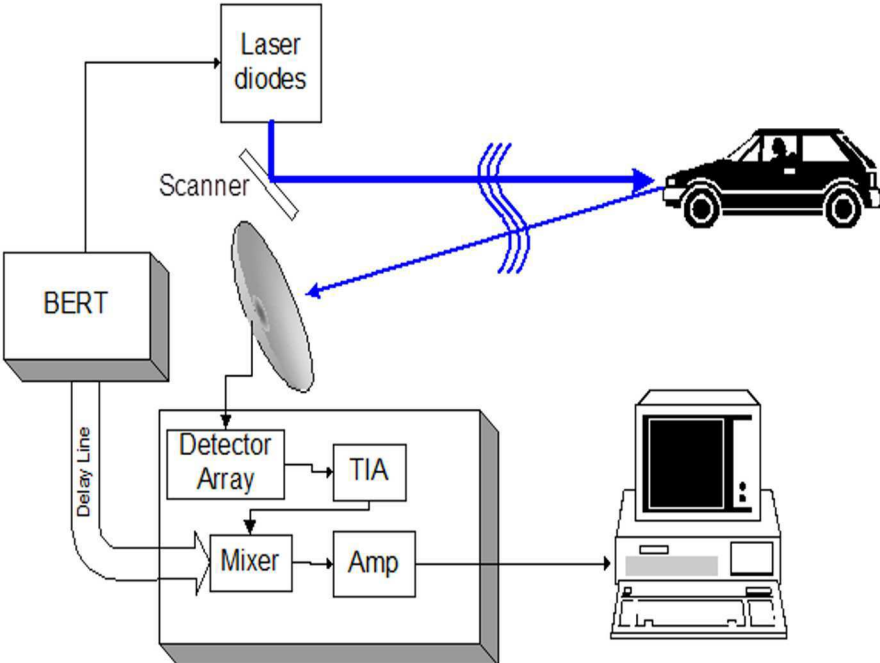 Laser
diodes
Scanner
BERT
Delay Line
Detector
Array
TIA
Mixer
Amp